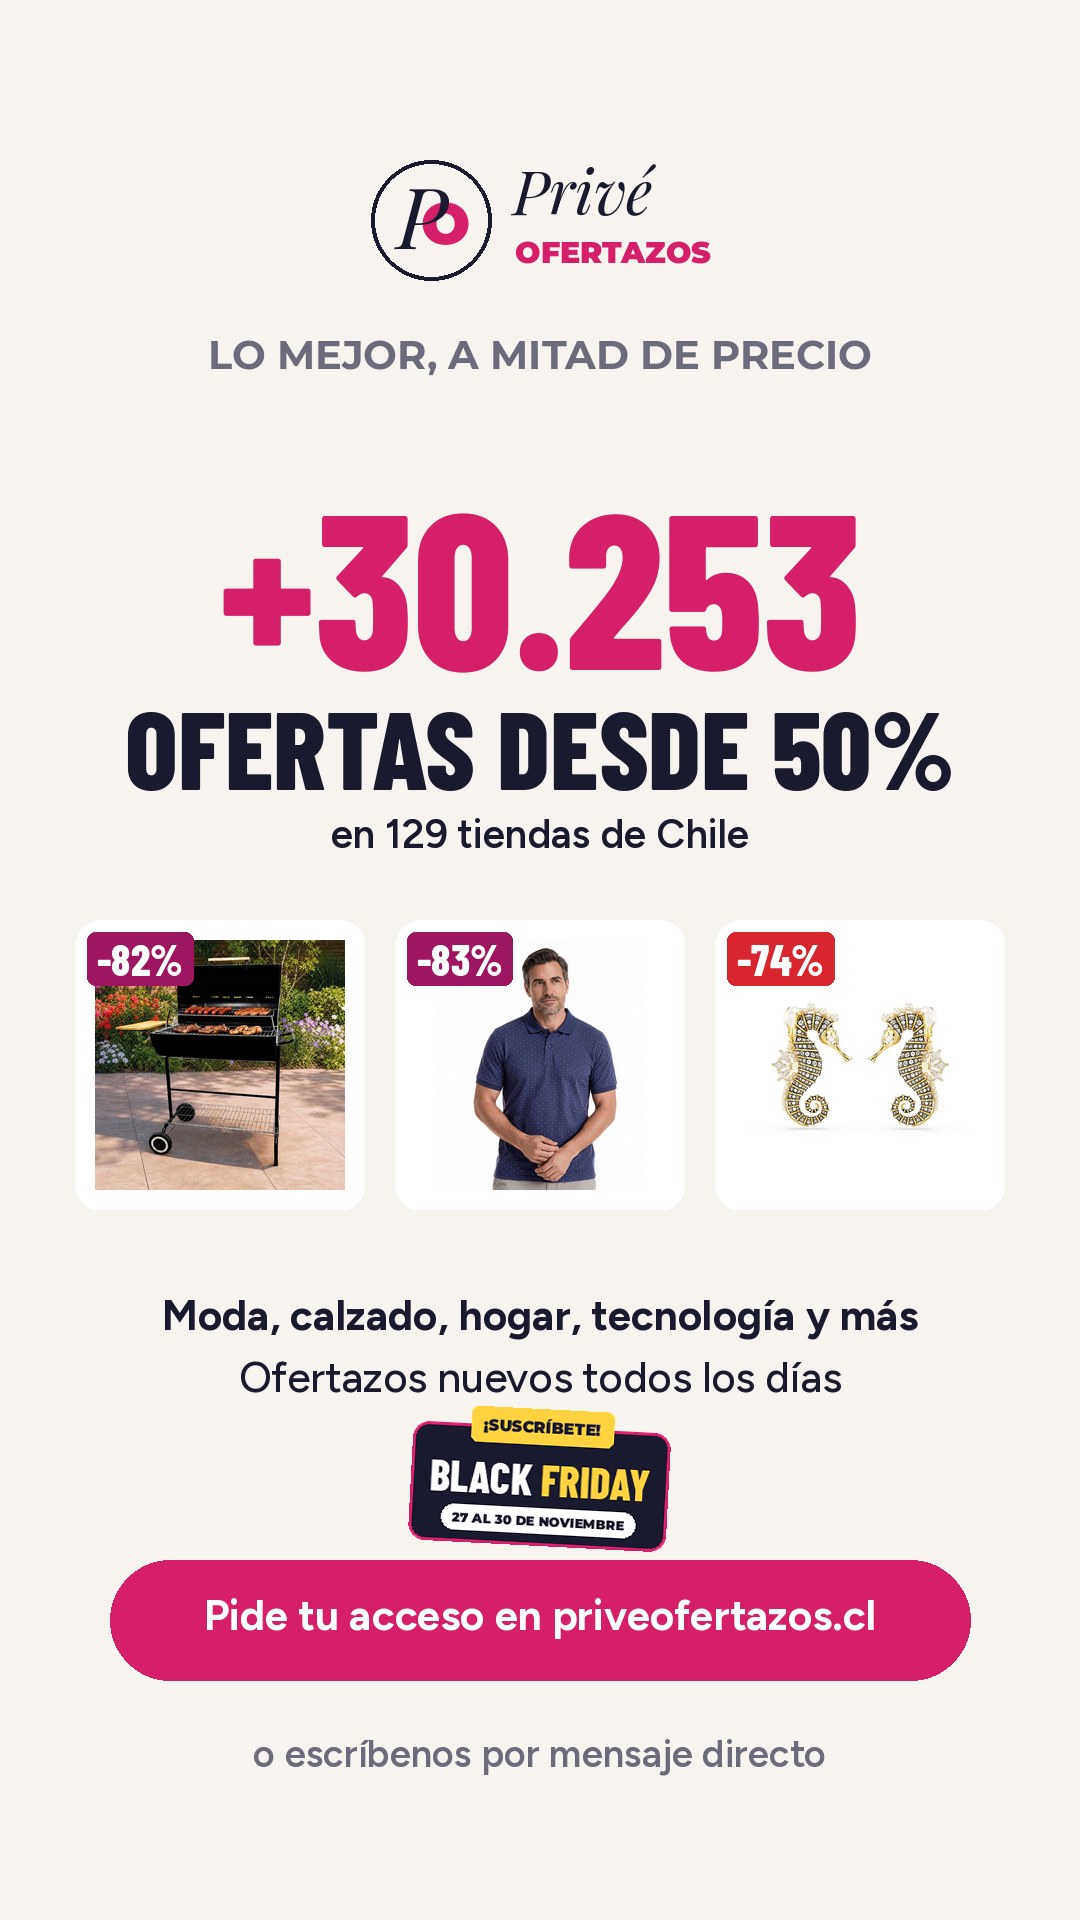 Po
Privé
OFERTAZOS
LO MEJOR, A MITAD DE PRECIO
+30.253
OFERTAS DESDE 50%
en 129 tiendas de Chile
-82%
-83%
-74%
Moda, calzado, hogar, tecnología y más
Ofertazos nuevos todos los días
¡SUSCRÍBETE!
BLACK FRIDAY
27 AL 30 DE NOVIEMBRE
Pide tu acceso en priveofertazos.cl
o escríbenos por mensaje directo